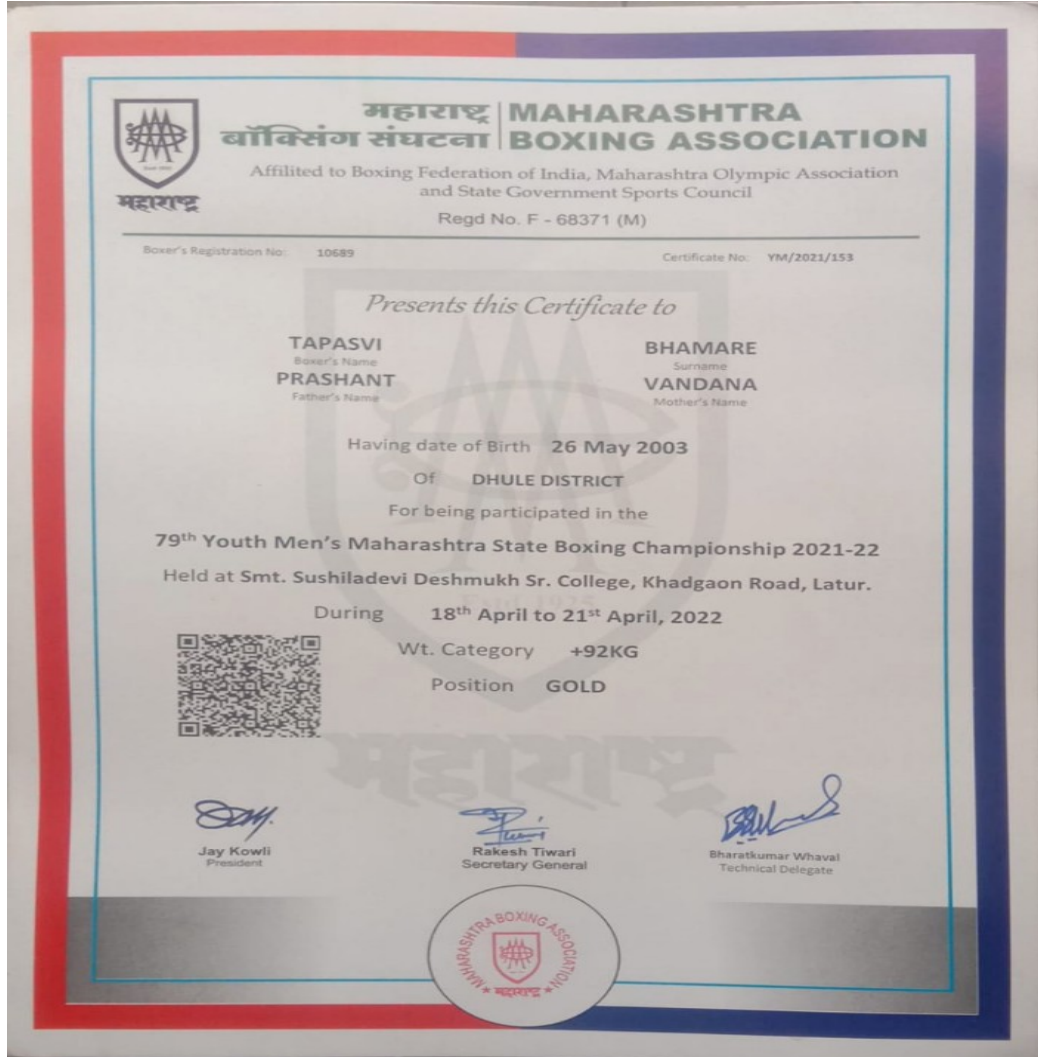 महाराष्ट्र
बॉक्सिंग संघटना
MAHARASHTRA
BOXING ASSOCIATION
महाराष्ट्र
Affilited to Boxing Federation of India, Maharashtra Olympic Association
and State Government Sports Council
Regd No. F - 68371 (M)
Boxer's Registration No: 10689 Certificate No: YM/2021/153
Presents this Certificate to
TAPASVI BHAMARE
Boxer's Name Surname
PRASHANT VANDANA
Father's Name Mother's Name
Having date of Birth 26 May 2003
Of DHULE DISTRICT
For being participated in the
79th Youth Men's Maharashtra State Boxing Championship 2021-22
Held at Smt. Sushiladevi Deshmukh Sr. College, Khadgaon Road, Latur.
During 18th April to 21st April, 2022
Wt. Category +92KG
Position GOLD
महाराष्ट्र
Jay Kowli Rakesh Tiwari Bharatkumar Whaval
President Secretary General Technical Delegate
MAHARASHTRA BOXING ASSOCIATION
महाराष्ट्र